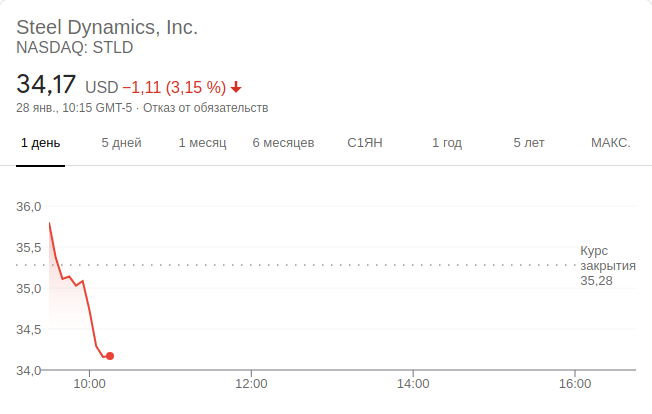 Steel Dynamics, Inc.
NASDAQ: STLD
34,17 USD −1,11 (3,15 %)
28 янв., 10:15 GMT-5 · Отказ от обязательств
1 день 5 дней 1 месяц 6 месяцев С1ЯН 1 год 5 лет МАКС.
36,0
35,5
Курс
закрытия
35,28
35,0
34,5
34,0
10:00 12:00 14:00 16:00